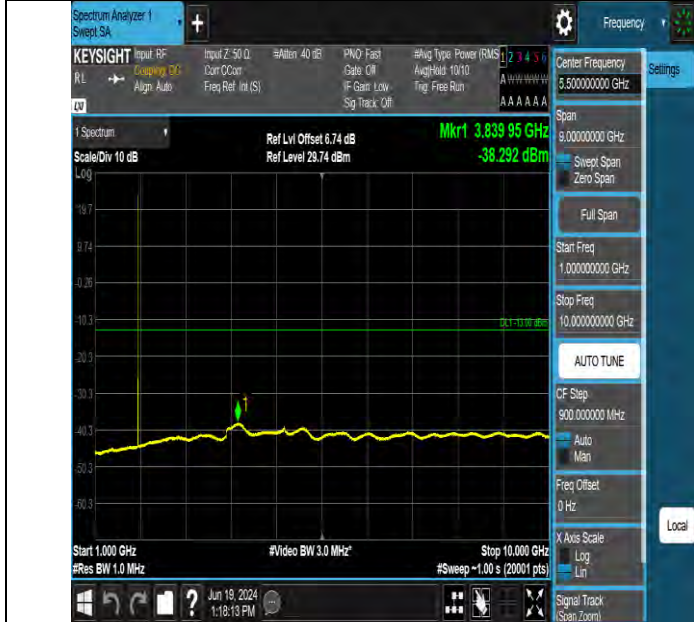 Spectrum Analyzer 1
Swept SA
+
Frequency
KEYSIGHT
RL
Input: RF
Coupling: DC
Align: Auto
Input Z: 50 Ω
Corr CCorr
Freq Ref: Int (S)
#Atten: 40 dB
PNO: Fast
Gate: Off
IF Gain: Low
Sig Track: Off
#Avg Type: Power (RMS
Avg|Hold: 10/10
Trig: Free Run
1 2 3 4 5 6
A W W W W W
A A A A A A
LW
1 Spectrum
Scale/Div 10 dB
Log
Ref Lvl Offset 6.74 dB
Ref Level 29.74 dBm
Mkr1 3.839 95 GHz
-38.292 dBm
19.7
9.74
-0.26
-10.3
-20.3
-30.3
-40.3
-50.3
-60.3
DL1 -13.00 dBm
1
Start 1.000 GHz
#Res BW 1.0 MHz
#Video BW 3.0 MHz*
Stop 10.000 GHz
#Sweep ~1.00 s (20001 pts)
Jun 19, 2024
1:18:13 PM
?
Center Frequency
5.500000000 GHz
Span
9.00000000 GHz
Swept Span
Zero Span
Full Span
Start Freq
1.000000000 GHz
Stop Freq
10.000000000 GHz
AUTO TUNE
CF Step
900.000000 MHz
Auto
Man
Freq Offset
0 Hz
X Axis Scale
Log
Lin
Signal Track
(Span Zoom)
Settings
Local